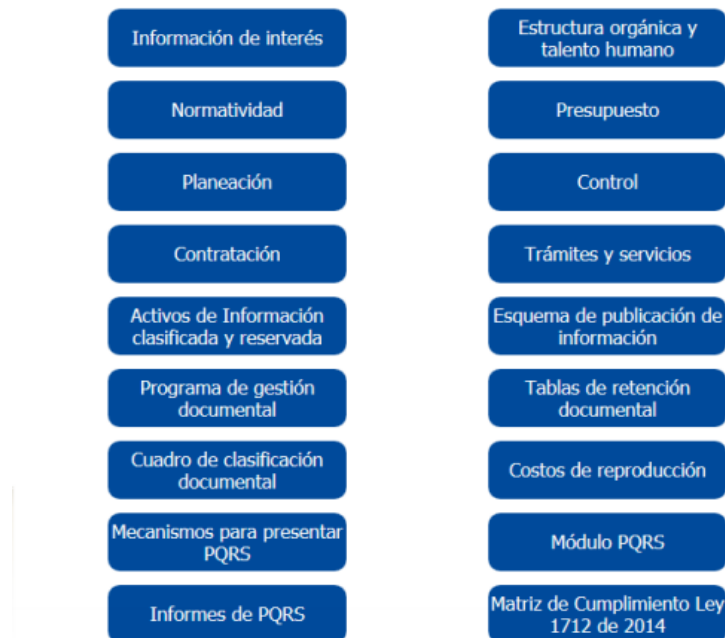 Información de interés
Estructura orgánica y
talento humano
Normatividad
Presupuesto
Planeación
Control
Contratación
Trámites y servicios
Activos de Información
clasificada y reservada
Esquema de publicación de
información
Programa de gestión
documental
Tablas de retención
documental
Cuadro de clasificación
documental
Costos de reproducción
Mecanismos para presentar
PQRS
Módulo PQRS
Informes de PQRS
Matriz de Cumplimiento Ley
1712 de 2014